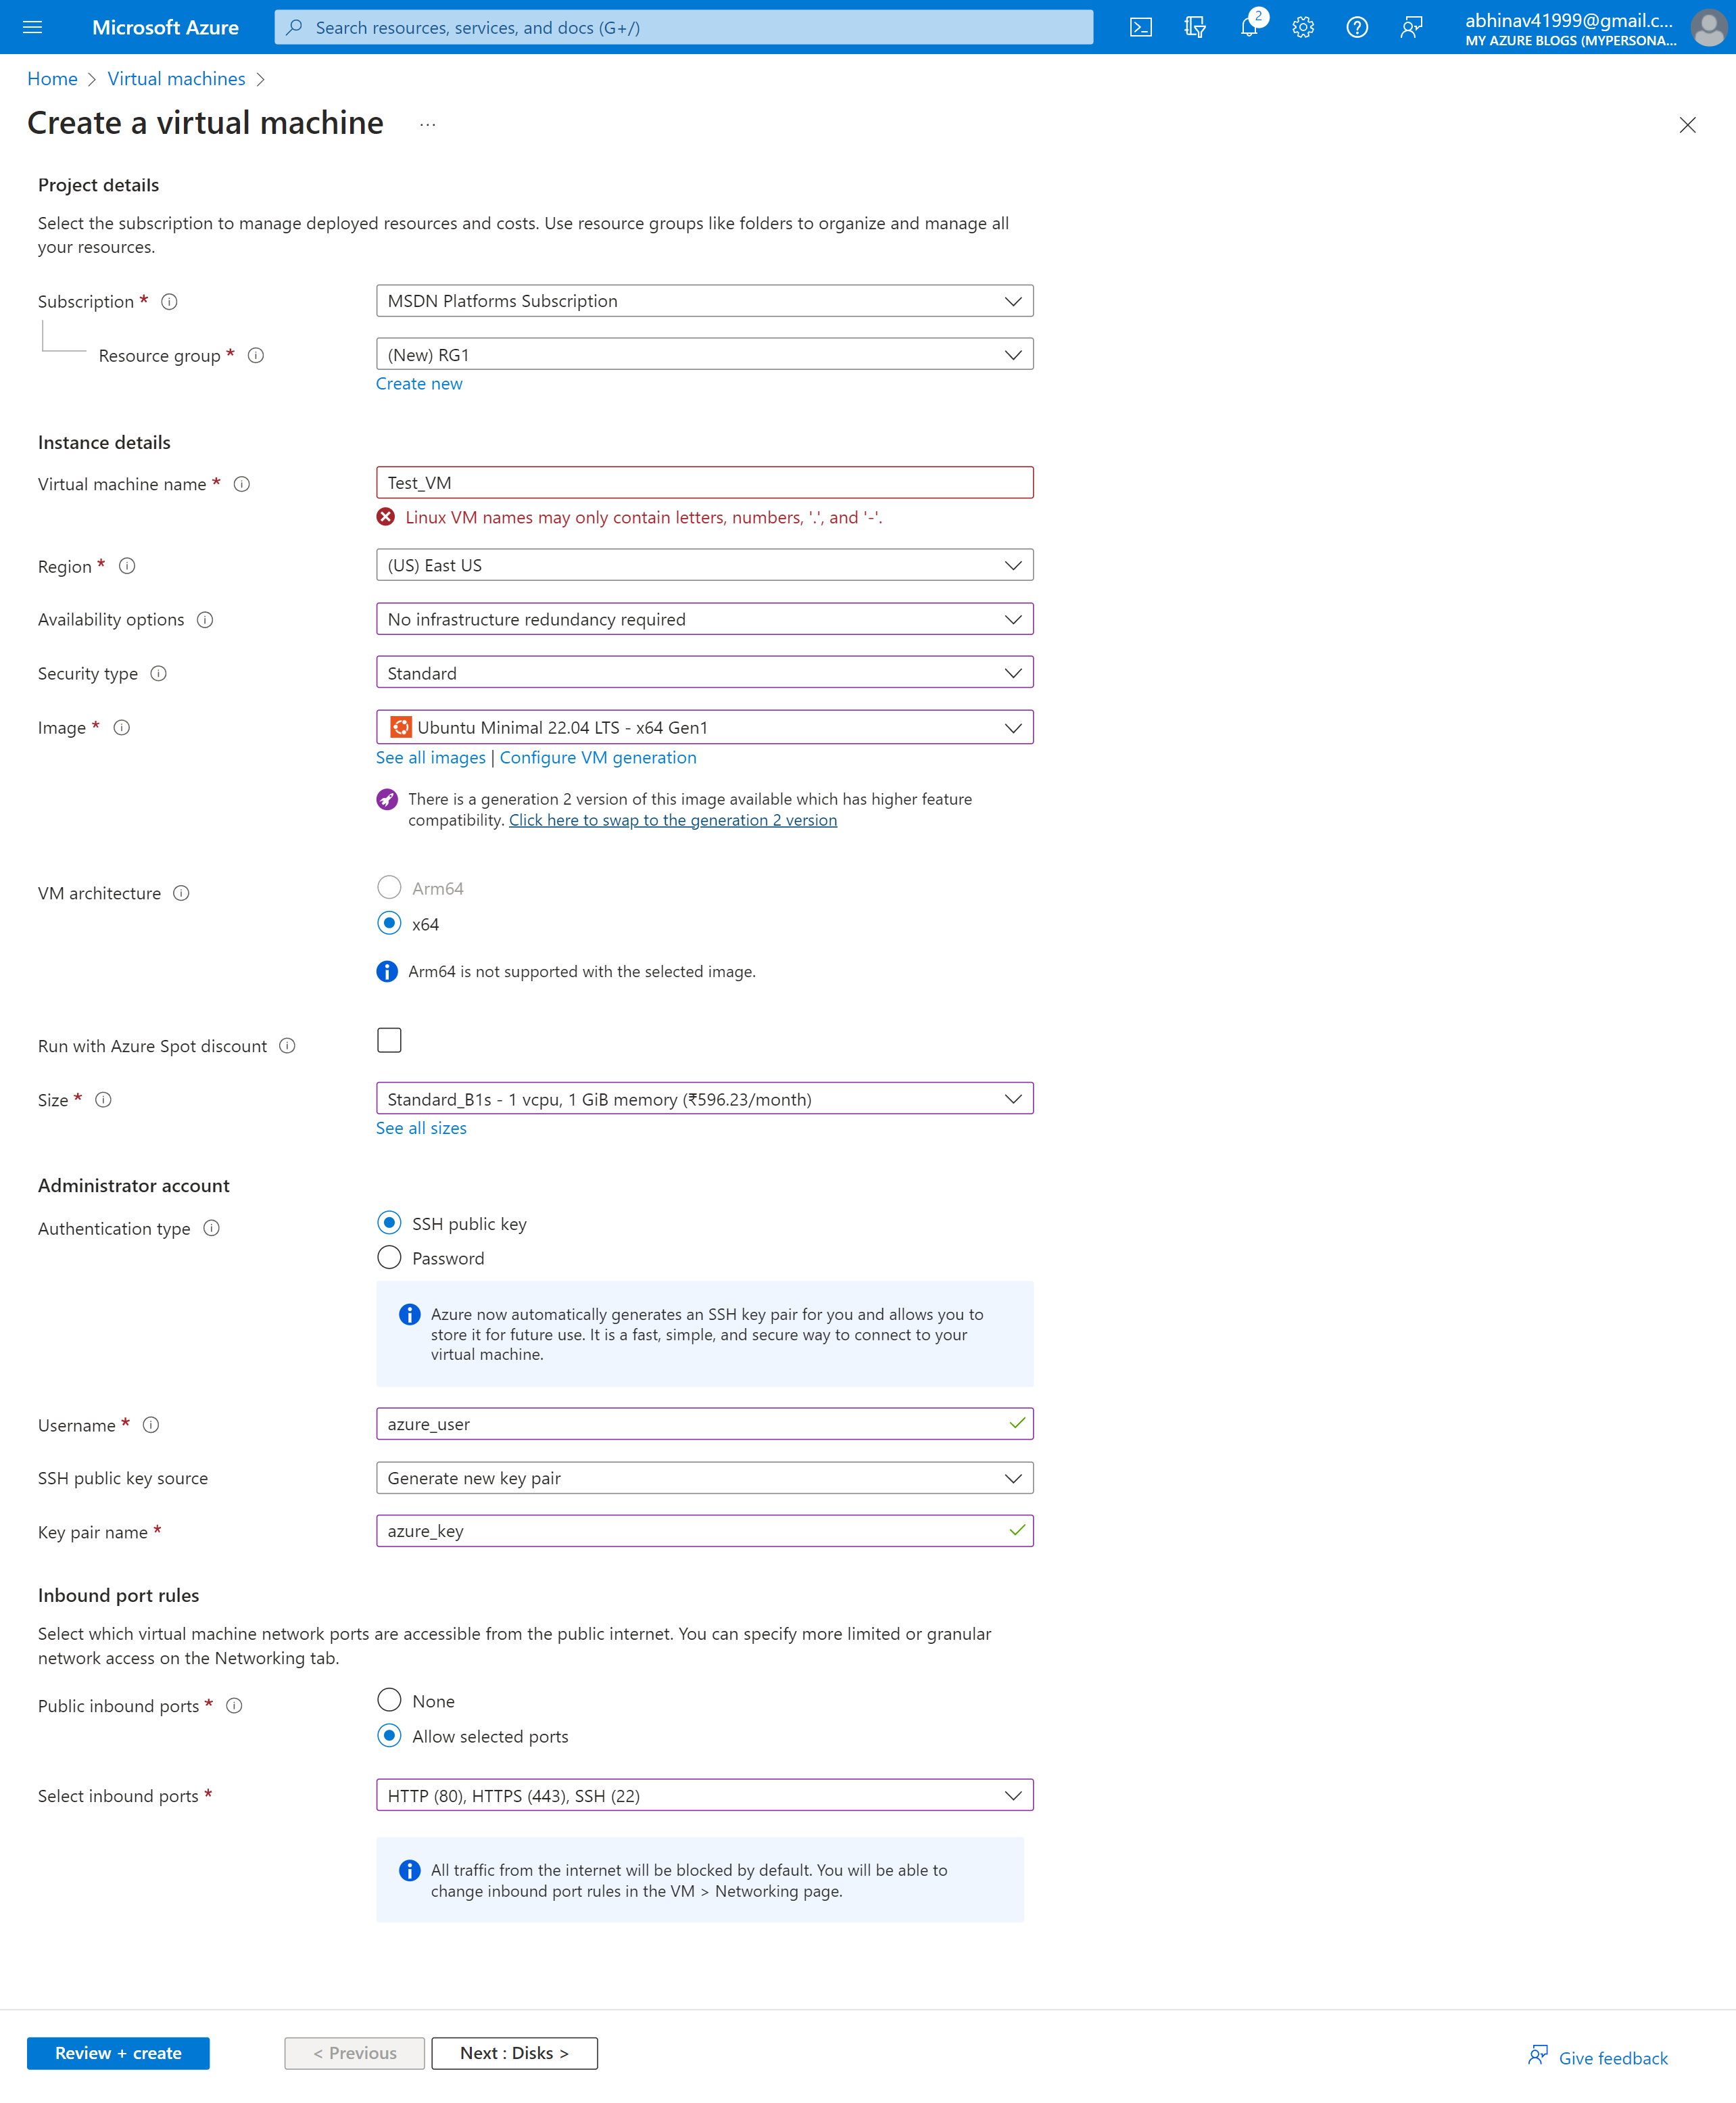 Microsoft Azure
Search resources, services, and docs (G+/)
2
abhinav41999@gmail.c...
MY AZURE BLOGS (MYPERSONA...
Home > Virtual machines >
Create a virtual machine ...
Project details
Select the subscription to manage deployed resources and costs. Use resource groups like folders to organize and manage all
your resources.
Subscription * MSDN Platforms Subscription
Resource group * (New) RG1
Create new
Instance details
Virtual machine name * Test_VM
Linux VM names may only contain letters, numbers, '.', and '-'.
Region * (US) East US
Availability options No infrastructure redundancy required
Security type Standard
Image * Ubuntu Minimal 22.04 LTS - x64 Gen1
See all images | Configure VM generation
There is a generation 2 version of this image available which has higher feature
compatibility. Click here to swap to the generation 2 version
VM architecture Arm64
x64
Arm64 is not supported with the selected image.
Run with Azure Spot discount
Size * Standard_B1s - 1 vcpu, 1 GiB memory (₹596.23/month)
See all sizes
Administrator account
Authentication type SSH public key
Password
Azure now automatically generates an SSH key pair for you and allows you to
store it for future use. It is a fast, simple, and secure way to connect to your
virtual machine.
Username * azure_user
SSH public key source Generate new key pair
Key pair name * azure_key
Inbound port rules
Select which virtual machine network ports are accessible from the public internet. You can specify more limited or granular
network access on the Networking tab.
Public inbound ports * None
Allow selected ports
Select inbound ports * HTTP (80), HTTPS (443), SSH (22)
All traffic from the internet will be blocked by default. You will be able to
change inbound port rules in the VM > Networking page.
Review + create < Previous Next : Disks > Give feedback